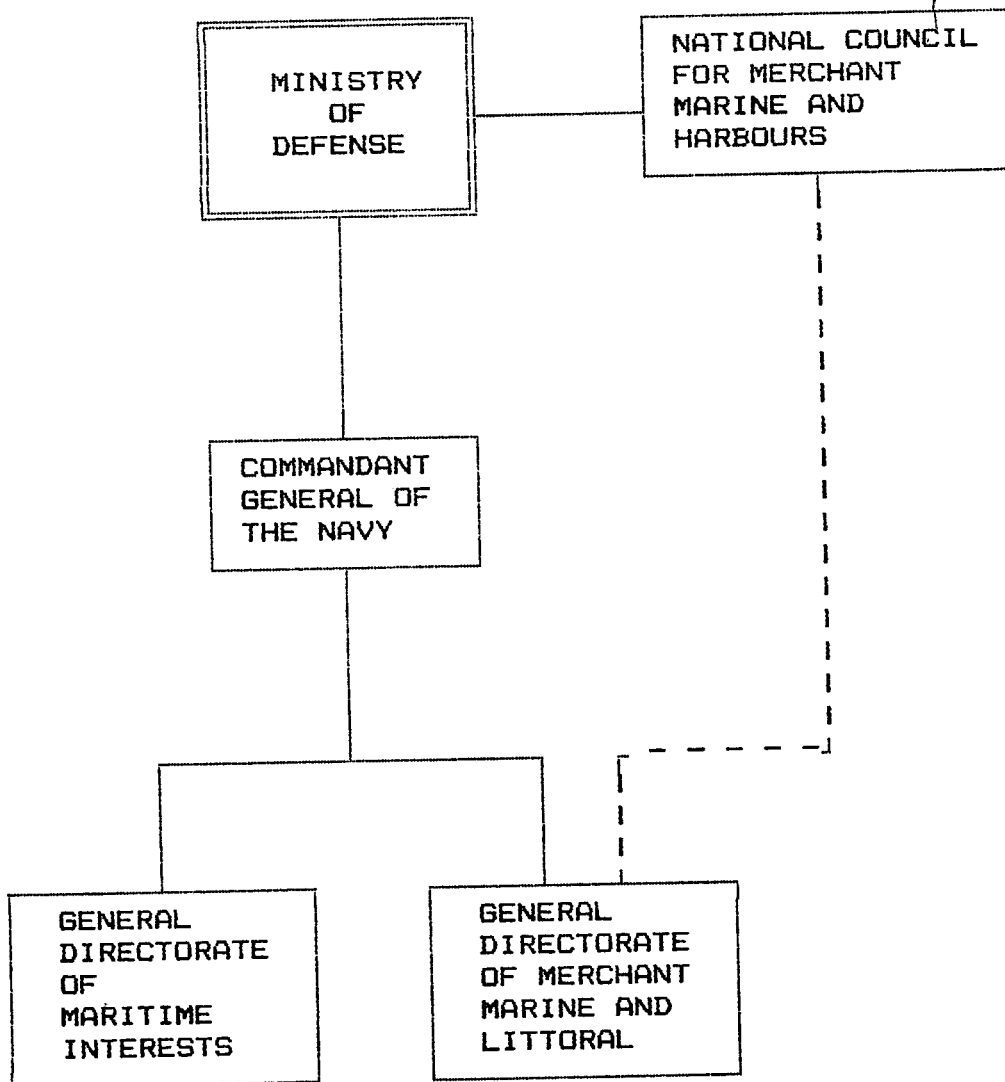 MINISTRY
OF
DEFENSE
NATIONAL COUNCIL
FOR MERCHANT
MARINE AND
HARBOURS
COMMANDANT
GENERAL OF
THE NAVY
GENERAL
DIRECTORATE
OF
MARITIME
INTERESTS
GENERAL
DIRECTORATE
OF MERCHANT
MARINE AND
LITTORAL